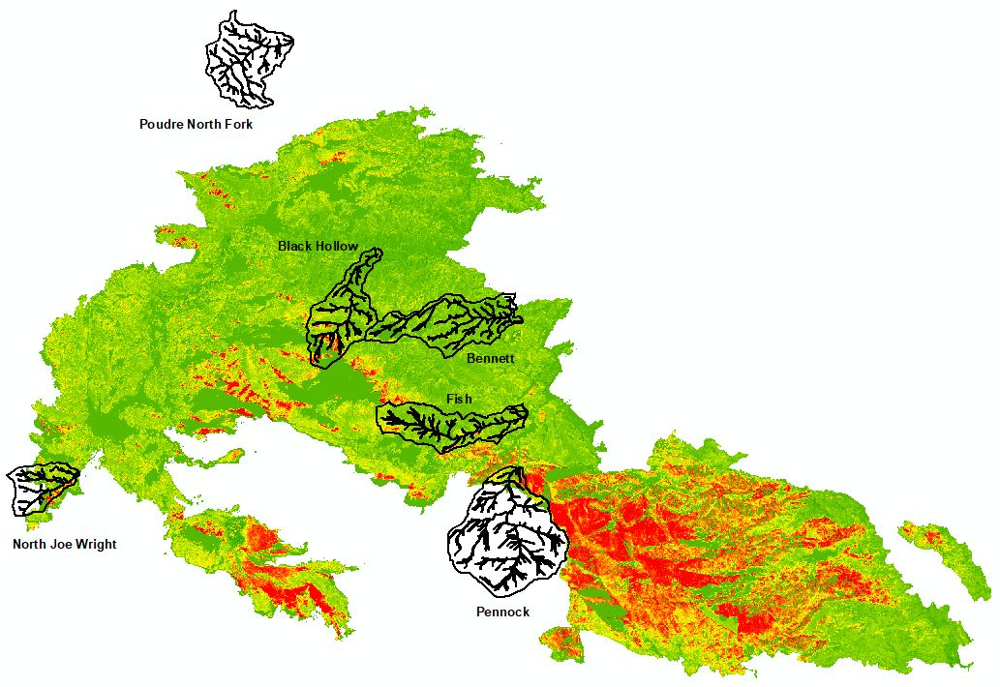 Poudre North Fork
Black Hollow
Bennett
Fish
North Joe Wright
Pennock